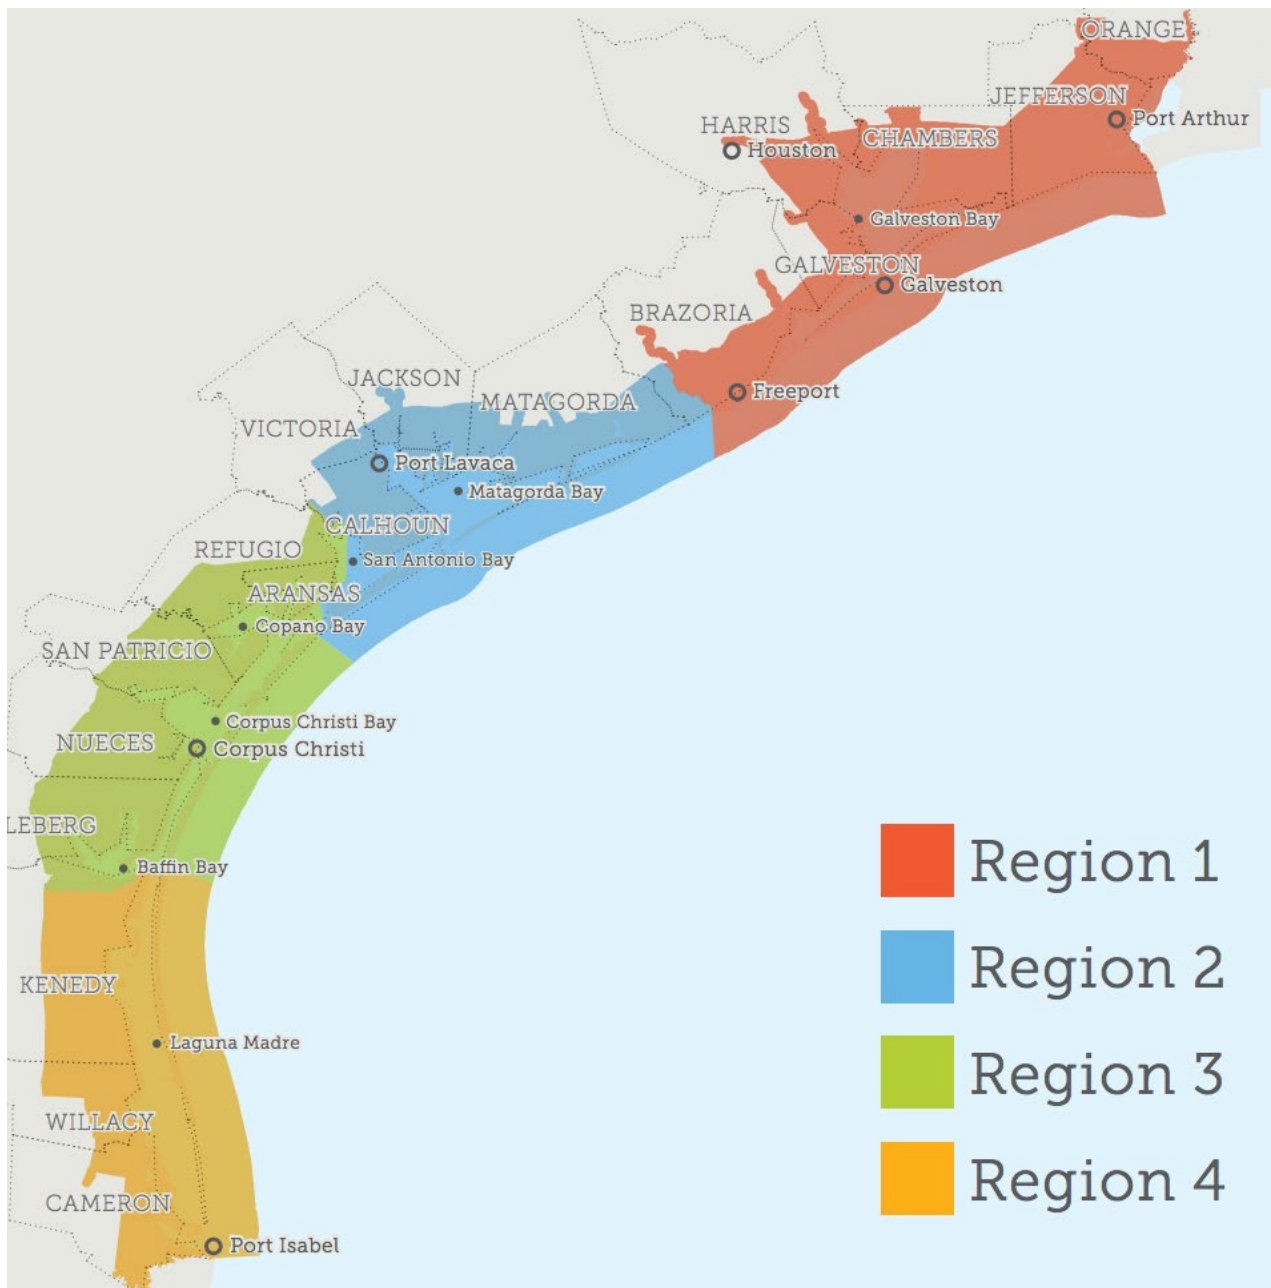 ORANGE
JEFFERSON
Port Arthur
HARRIS
CHAMBERS
Houston
Galveston Bay
GALVESTON
Galveston
BRAZORIA
JACKSON
Freeport
MATAGORDA
VICTORIA
Port Lavaca
Matagorda Bay
CALHOUN
REFUGIO
San Antonio Bay
ARANSAS
Copano Bay
SAN PATRICIO
Corpus Christi Bay
NUECES
Corpus Christi
LEBERG
Baffin Bay
KENEDY
Laguna Madre
WILLACY
CAMERON
Port Isabel
Region 1
Region 2
Region 3
Region 4